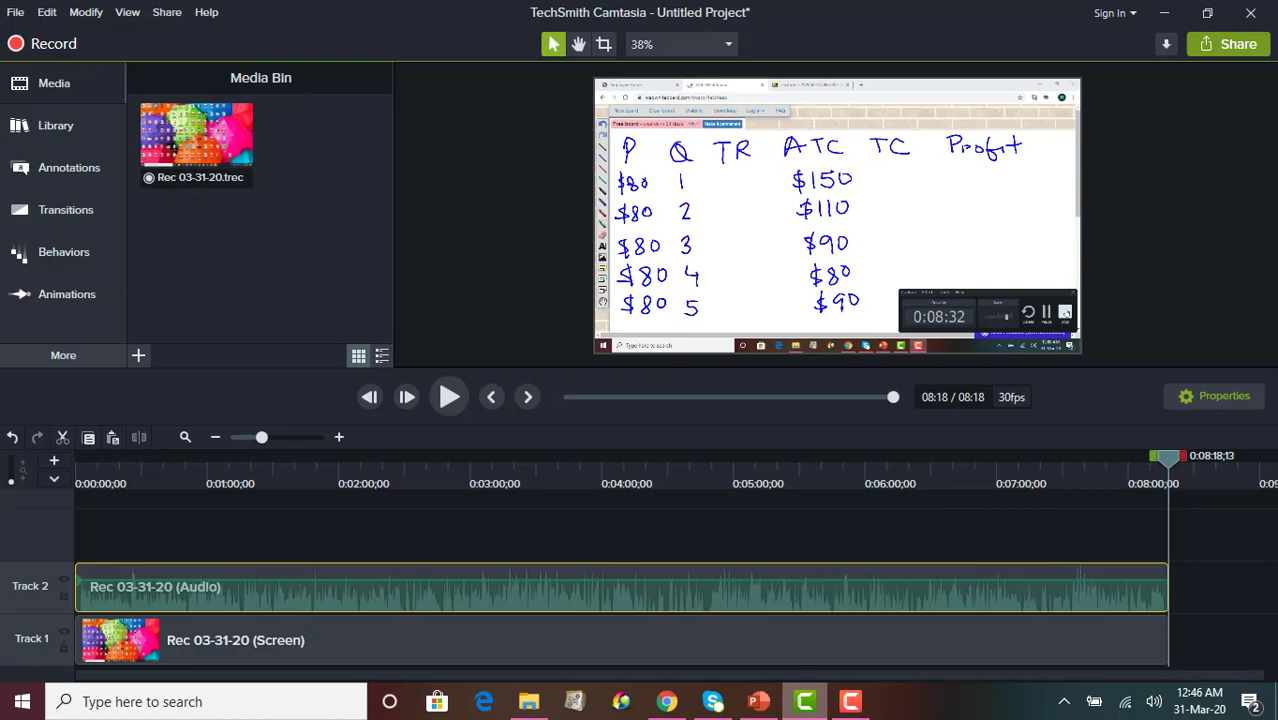 File Edit Modify View Share Help
TechSmith Camtasia - Untitled Project*
Sign In
Record
38%
Share
Media
Library
Annotations
Transitions
Behaviors
Animations
More
Media Bin
Rec 03-31-20.trec
P Q TR ATC TC Profit
$80 1 $150
$80 2 $110
$80 3 $90
$80 4 $80
$80 5 $90
0:08:32
Type here to search
08:18 / 08:18 30fps
Properties
0:08:18;13
0:00:00;00 0:01:00;00 0:02:00;00 0:03:00;00 0:04:00;00 0:05:00;00 0:06:00;00 0:07:00;00 0:08:00;00
Track 2
Rec 03-31-20 (Audio)
Track 1
Rec 03-31-20 (Screen)
Type here to search
12:46 AM
31-Mar-20
2